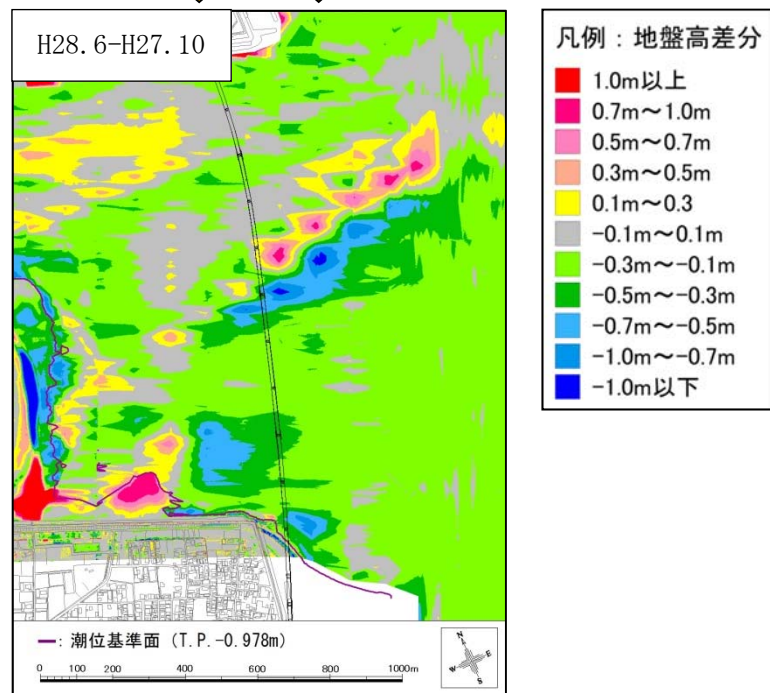 H28.6-H27.10
凡例：地盤高差分
1.0m以上
0.7m～1.0m
0.5m～0.7m
0.3m～0.5m
0.1m～0.3
-0.1m～0.1m
-0.3m～-0.1m
-0.5m～-0.3m
-0.7m～-0.5m
-1.0m～-0.7m
-1.0m以下
━: 潮位基準面 (T.P.-0.978m)
0 100 200 400 600 800 1000m
N
W E
S